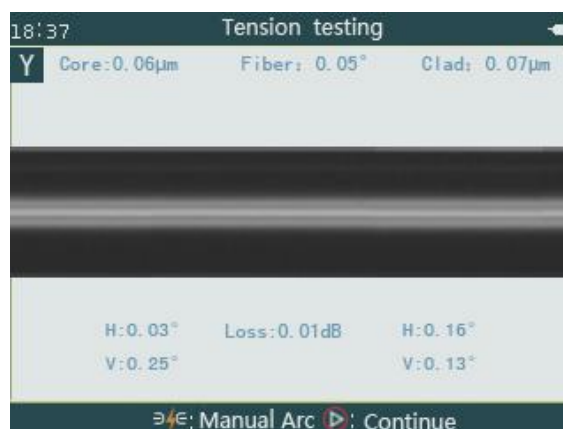 18:37 Tension testing
Y Core:0.06μm Fiber: 0.05° Clad: 0.07μm
H:0.03° Loss:0.01dB H:0.16°
V:0.25° V:0.13°
: Manual Arc : Continue